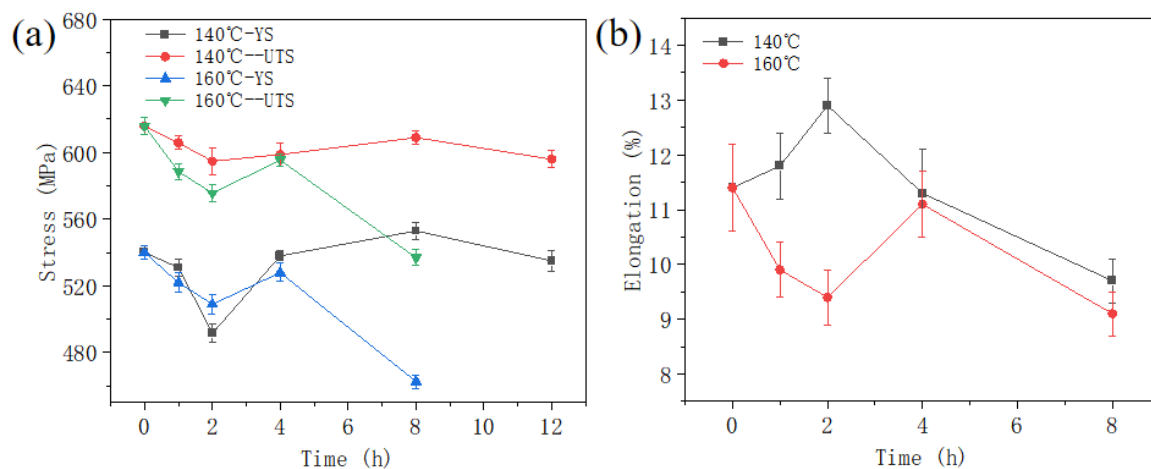 (a)
140℃-YS
140℃--UTS
160℃-YS
160℃--UTS
680
640
600
560
520
480
Stress (MPa)
0 2 4 6 8 10 12
Time (h)
(b)
140℃
160℃
14
13
12
11
10
9
8
Elongation (%)
0 2 4 6 8
Time (h)